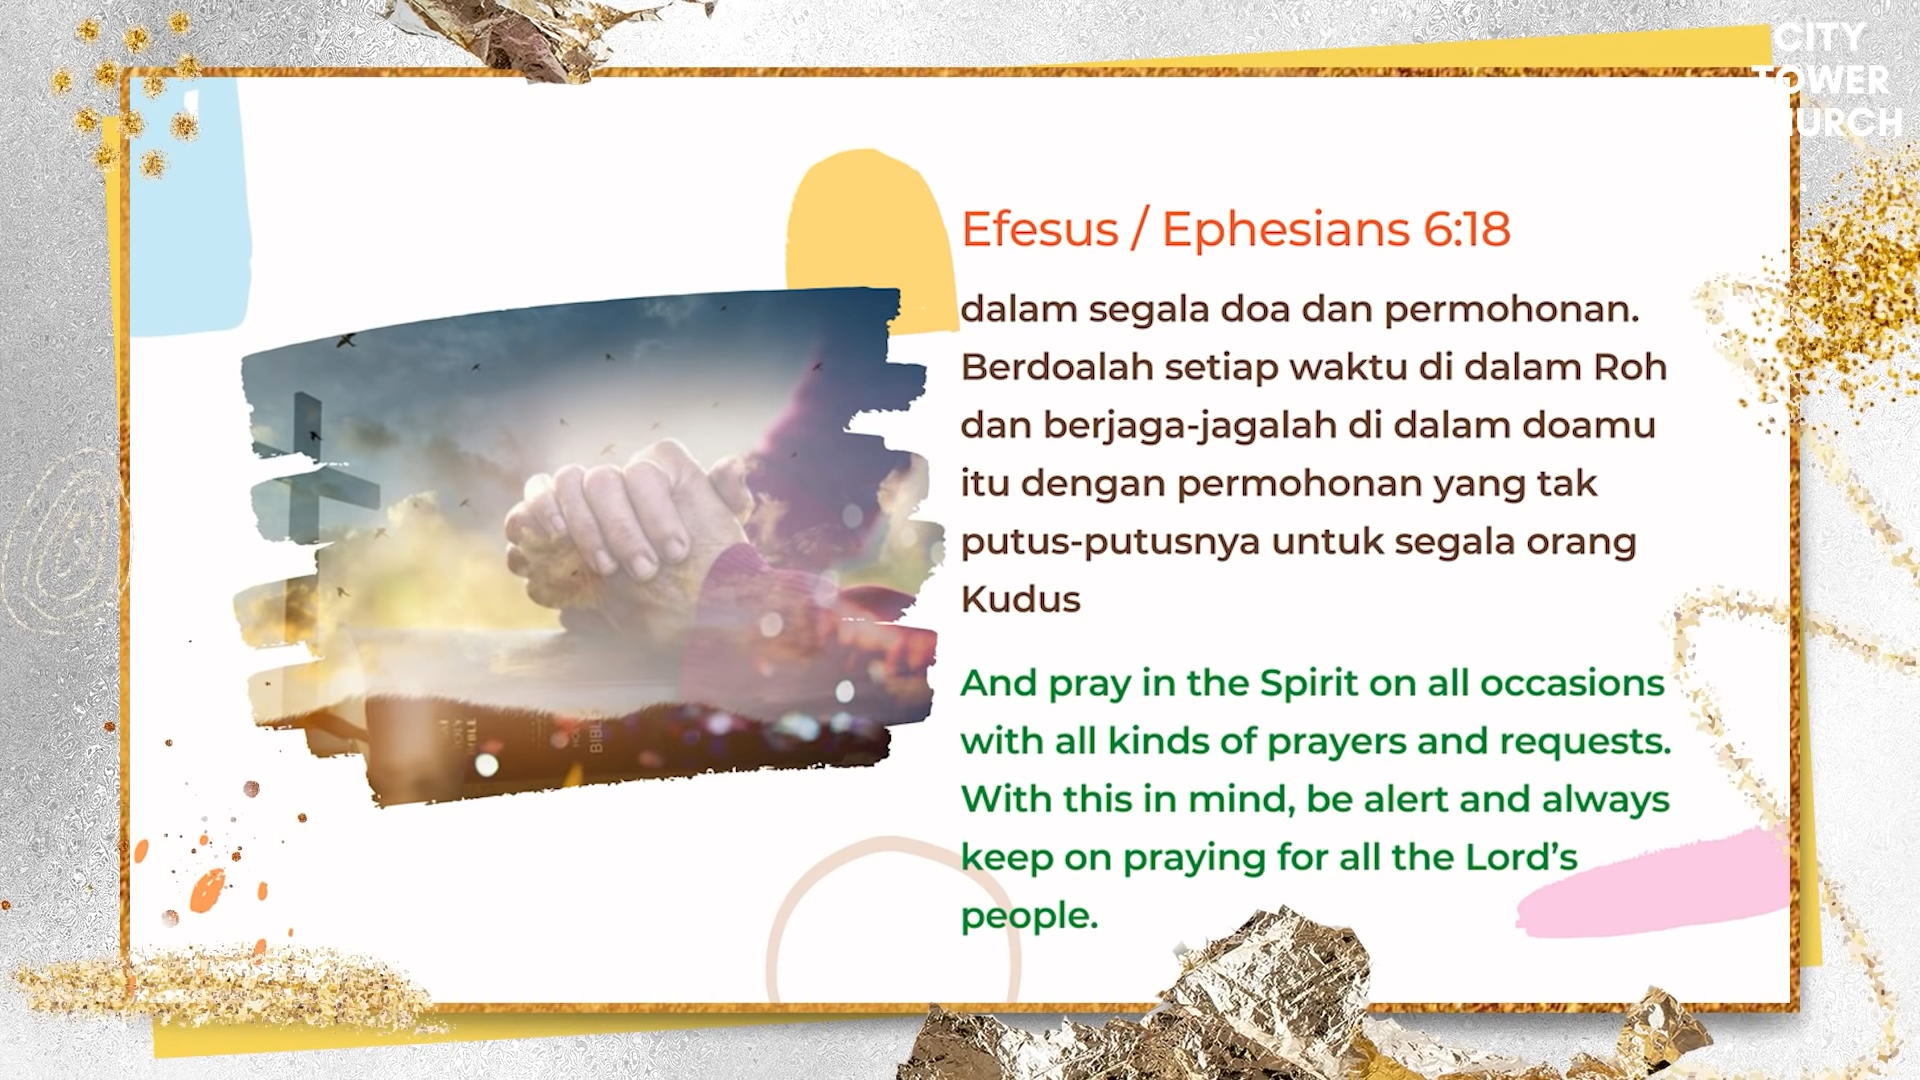 CITY
TOWER
CHURCH
Efesus / Ephesians 6:18
dalam segala doa dan permohonan.
Berdoalah setiap waktu di dalam Roh
dan berjaga-jagalah di dalam doamu
itu dengan permohonan yang tak
putus-putusnya untuk segala orang
Kudus
And pray in the Spirit on all occasions
with all kinds of prayers and requests.
With this in mind, be alert and always
keep on praying for all the Lord’s
people.
BIBLE